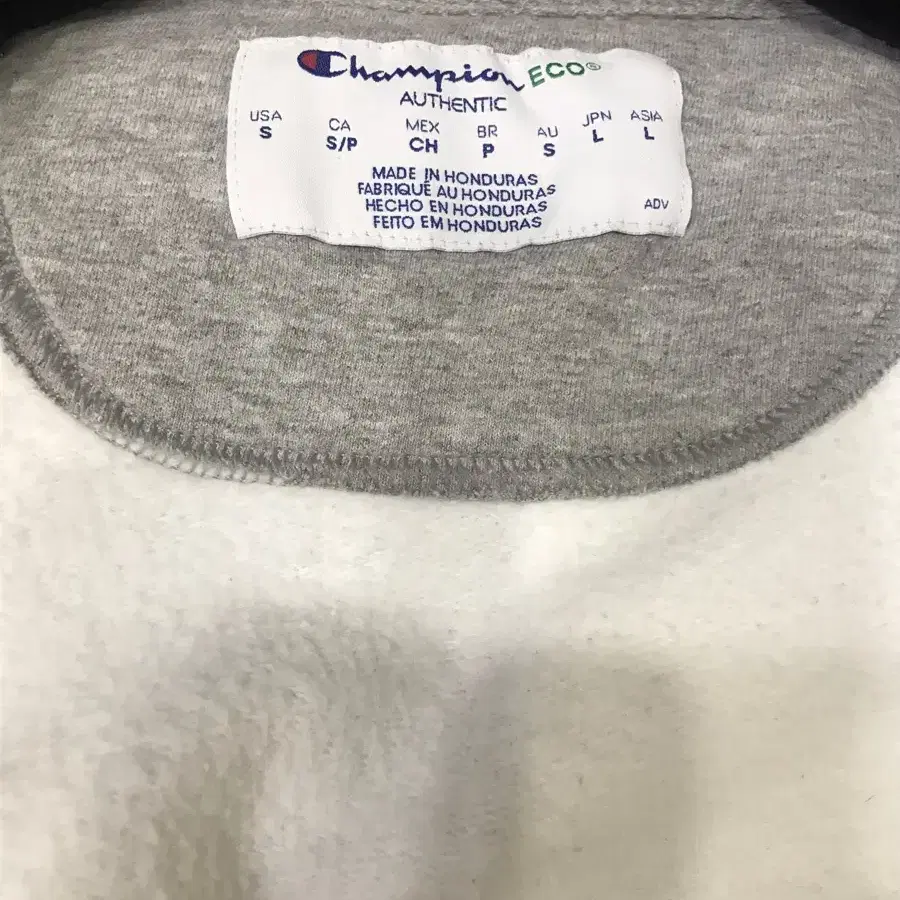 Champion ECO®
AUTHENTIC
USA CA MEX BR AU JPN ASIA
S S/P CH P S L L
MADE IN HONDURAS
FABRIQUÉ AU HONDURAS
HECHO EN HONDURAS
FEITO EM HONDURAS
ADV